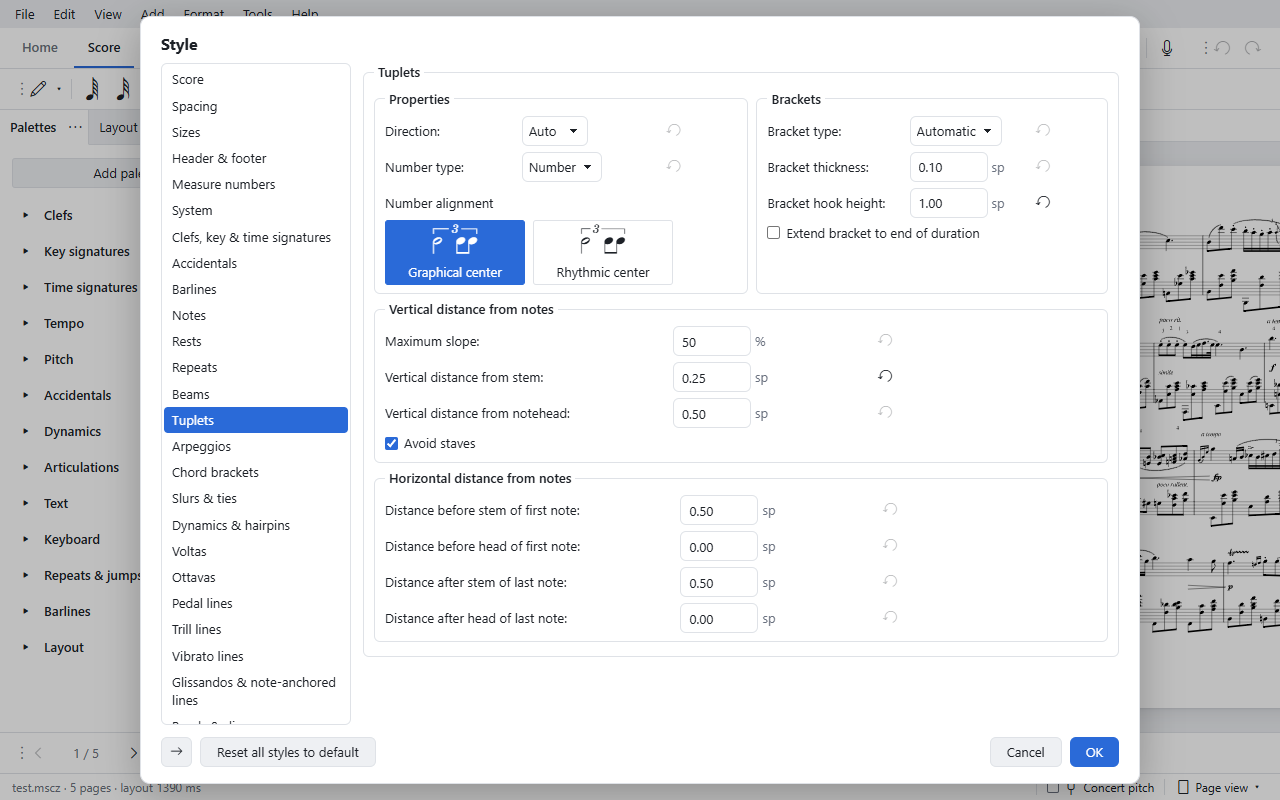 File Edit View Add Format Tools Help
Style
Home Score
Palettes Layout
Add pale
Clefs
Key signatures
Time signatures
Tempo
Pitch
Accidentals
Dynamics
Articulations
Text
Keyboard
Repeats & jumps
Barlines
Layout
Score
Spacing
Sizes
Header & footer
Measure numbers
System
Clefs, key & time signatures
Accidentals
Barlines
Notes
Rests
Repeats
Beams
Tuplets
Arpeggios
Chord brackets
Slurs & ties
Dynamics & hairpins
Voltas
Ottavas
Pedal lines
Trill lines
Vibrato lines
Glissandos & note-anchored
lines
Tuplets
Properties
Direction: Auto
Number type: Number
Number alignment
3 3
Graphical center Rhythmic center
Brackets
Bracket type: Automatic
Bracket thickness: 0.10 sp
Bracket hook height: 1.00 sp
Extend bracket to end of duration
Vertical distance from notes
Maximum slope: 50 %
Vertical distance from stem: 0.25 sp
Vertical distance from notehead: 0.50 sp
Avoid staves
Horizontal distance from notes
Distance before stem of first note: 0.50 sp
Distance before head of first note: 0.00 sp
Distance after stem of last note: 0.50 sp
Distance after head of last note: 0.00 sp
paco rit.
simile
a tempo
poco rallent.
1 / 5
Reset all styles to default Cancel OK
test.mscz · 5 pages · layout 1390 ms Concert pitch Page view